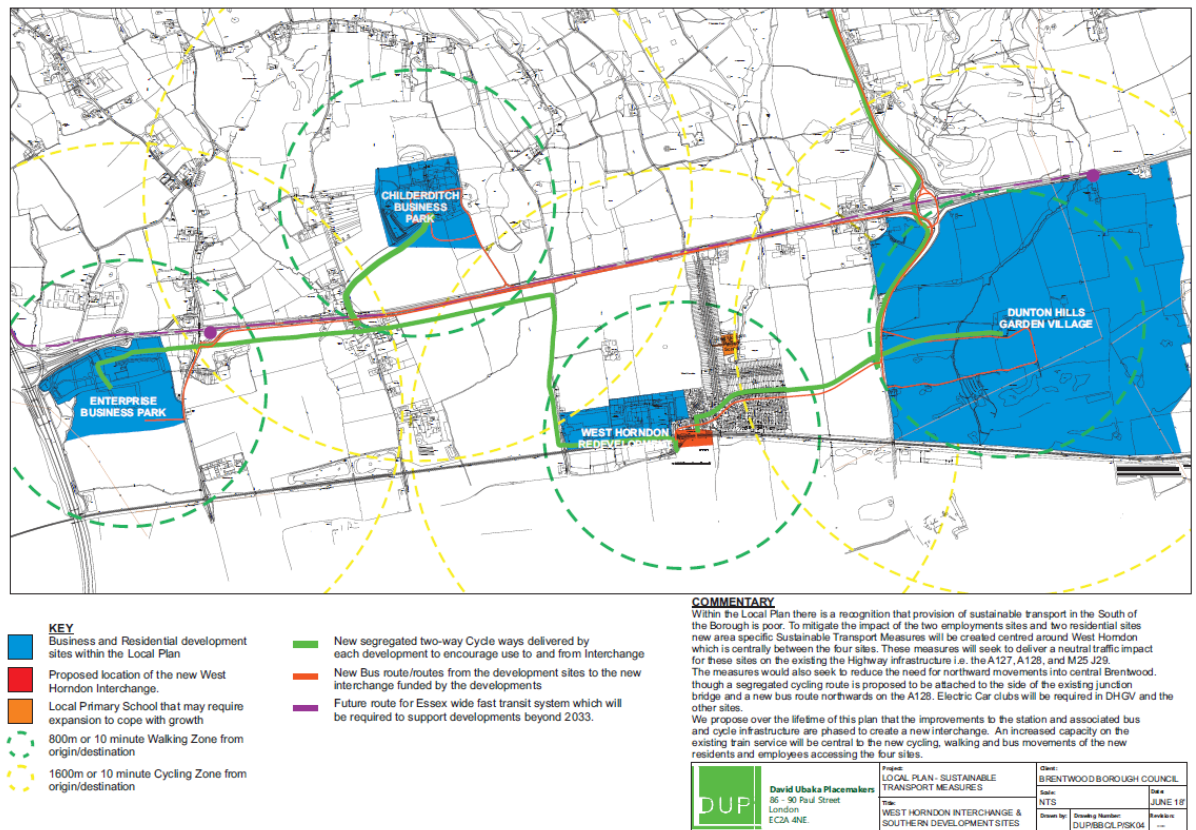 CHILDERDITCH
BUSINESS
PARK
DUNTON HILLS
GARDEN VILLAGE
ENTERPRISE
BUSINESS PARK
WEST HORNDON
REDEVELOPMENT
KEY
Business and Residential development
sites within the Local Plan
Proposed location of the new West
Horndon Interchange.
Local Primary School that may require
expansion to cope with growth
800m or 10 minute Walking Zone from
origin/destination
1600m or 10 minute Cycling Zone from
origin/destination
New segregated two-way Cycle ways delivered by
each development to encourage use to and from Interchange
New Bus route/routes from the development sites to the new
interchange funded by the developments
Future route for Essex wide fast transit system which will
be required to support developments beyond 2033.
COMMENTARY
Within the Local Plan there is a recognition that provision of sustainable transport in the South of
the Borough is poor. To mitigate the impact of the two employments sites and two residential sites
new area specific Sustainable Transport Measures will be created centred around West Horndon
which is centrally between the four sites. These measures will seek to deliver a neutral traffic impact
for these sites on the existing the Highway infrastructure i.e. the A127, A128, and M25 J29.
The measures would also seek to reduce the need for northward movements into central Brentwood.
though a segregated cycling route is proposed to be attached to the side of the existing junction
bridge and a new bus route northwards on the A128. Electric Car clubs will be required in DHGV and the
other sites.
We propose over the lifetime of this plan that the improvements to the station and associated bus
and cycle infrastructure are phased to create a new interchange. An increased capacity on the
existing train service will be central to the new cycling, walking and bus movements of the new
residents and employees accessing the four sites.
DUP
David Ubaka Placemakers
86 - 90 Paul Street
London
EC2A 4NE.
Project:
LOCAL PLAN - SUSTAINABLE
TRANSPORT MEASURES
Title:
WEST HORNDON INTERCHANGE &
SOUTHERN DEVELOPMENT SITES
Client:
BRENTWOOD BOROUGH COUNCIL
Scale:
NTS
Date:
JUNE 18'
Drawn by:
Drawing Number:
DUP/BBC/LP/SK04
Revision: